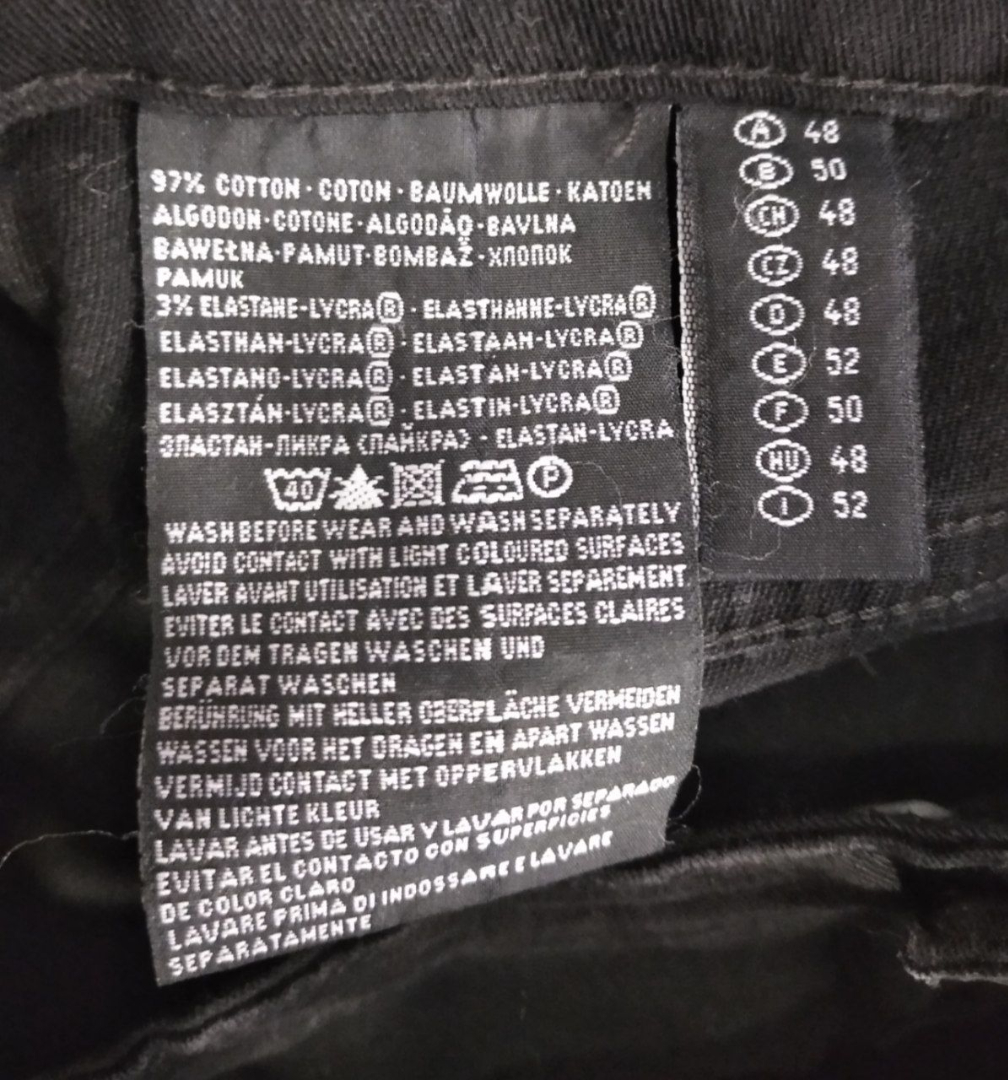 97% COTTON · COTON · BAUMWOLLE · KATOEN
ALGODON · COTONE · ALGODÃO · BAVLNA
BAWEŁNA · PAMUT · BOMBAŽ · ХЛОПОК
PAMUK
3% ELASTANE-LYCRA® · ELASTHANNE-LYCRA®
ELASTHAN-LYCRA® · ELASTAAN-LYCRA®
ELASTANO-LYCRA® · ELASTAN-LYCRA®
ELASZTÁN-LYCRA® · ELASTIN-LYCRA®
ЭЛАСТАН-ЛИКРА (ЛАЙКРА) · ELASTAN-LYCRA
40 P
WASH BEFORE WEAR AND WASH SEPARATELY
AVOID CONTACT WITH LIGHT COLOURED SURFACES
LAVER AVANT UTILISATION ET LAVER SEPAREMENT
EVITER LE CONTACT AVEC DES SURFACES CLAIRES
VOR DEM TRAGEN WASCHEN UND
SEPARAT WASCHEN
BERÜHRUNG MIT HELLER OBERFLÄCHE VERMEIDEN
WASSEN VOOR HET DRAGEN EN APART WASSEN
VERMIJD CONTACT MET OPPERVLAKKEN
VAN LICHTE KLEUR
LAVAR ANTES DE USAR Y LAVAR POR SEPARADO
EVITAR EL CONTACTO CON SUPERFICIES
DE COLOR CLARO
LAVARE PRIMA DI INDOSSARE E LAVARE
SEPARATAMENTE
A 48
B 50
CH 48
CZ 48
D 48
E 52
F 50
HU 48
I 52